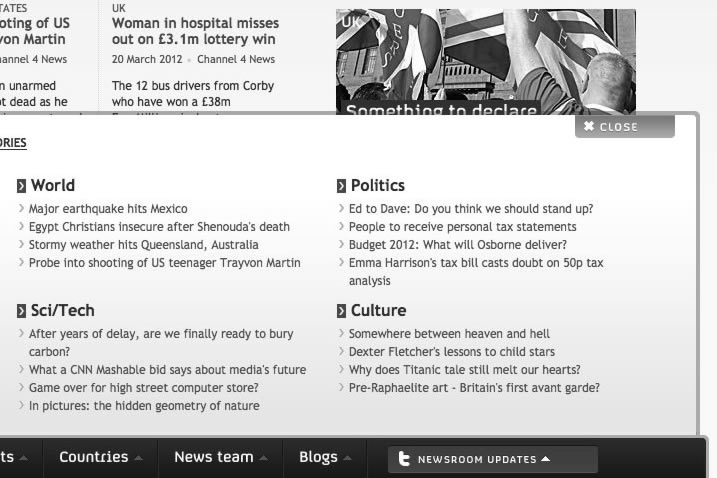 TATES
oting of US
von Martin
annel 4 News
n unarmed
ot dead as he
UK
Woman in hospital misses
out on £3.1m lottery win
20 March 2012 Channel 4 News
The 12 bus drivers from Corby
who have won a £38m
UK
Something to declare
CLOSE
ORIES
World
Major earthquake hits Mexico
Egypt Christians insecure after Shenouda's death
Stormy weather hits Queensland, Australia
Probe into shooting of US teenager Trayvon Martin
Politics
Ed to Dave: Do you think we should stand up?
People to receive personal tax statements
Budget 2012: What will Osborne deliver?
Emma Harrison's tax bill casts doubt on 50p tax
analysis
Sci/Tech
After years of delay, are we finally ready to bury
carbon?
What a CNN Mashable bid says about media's future
Game over for high street computer store?
In pictures: the hidden geometry of nature
Culture
Somewhere between heaven and hell
Dexter Fletcher's lessons to child stars
Why does Titanic tale still melt our hearts?
Pre-Raphaelite art - Britain's first avant garde?
ts
Countries
News team
Blogs
NEWSROOM UPDATES